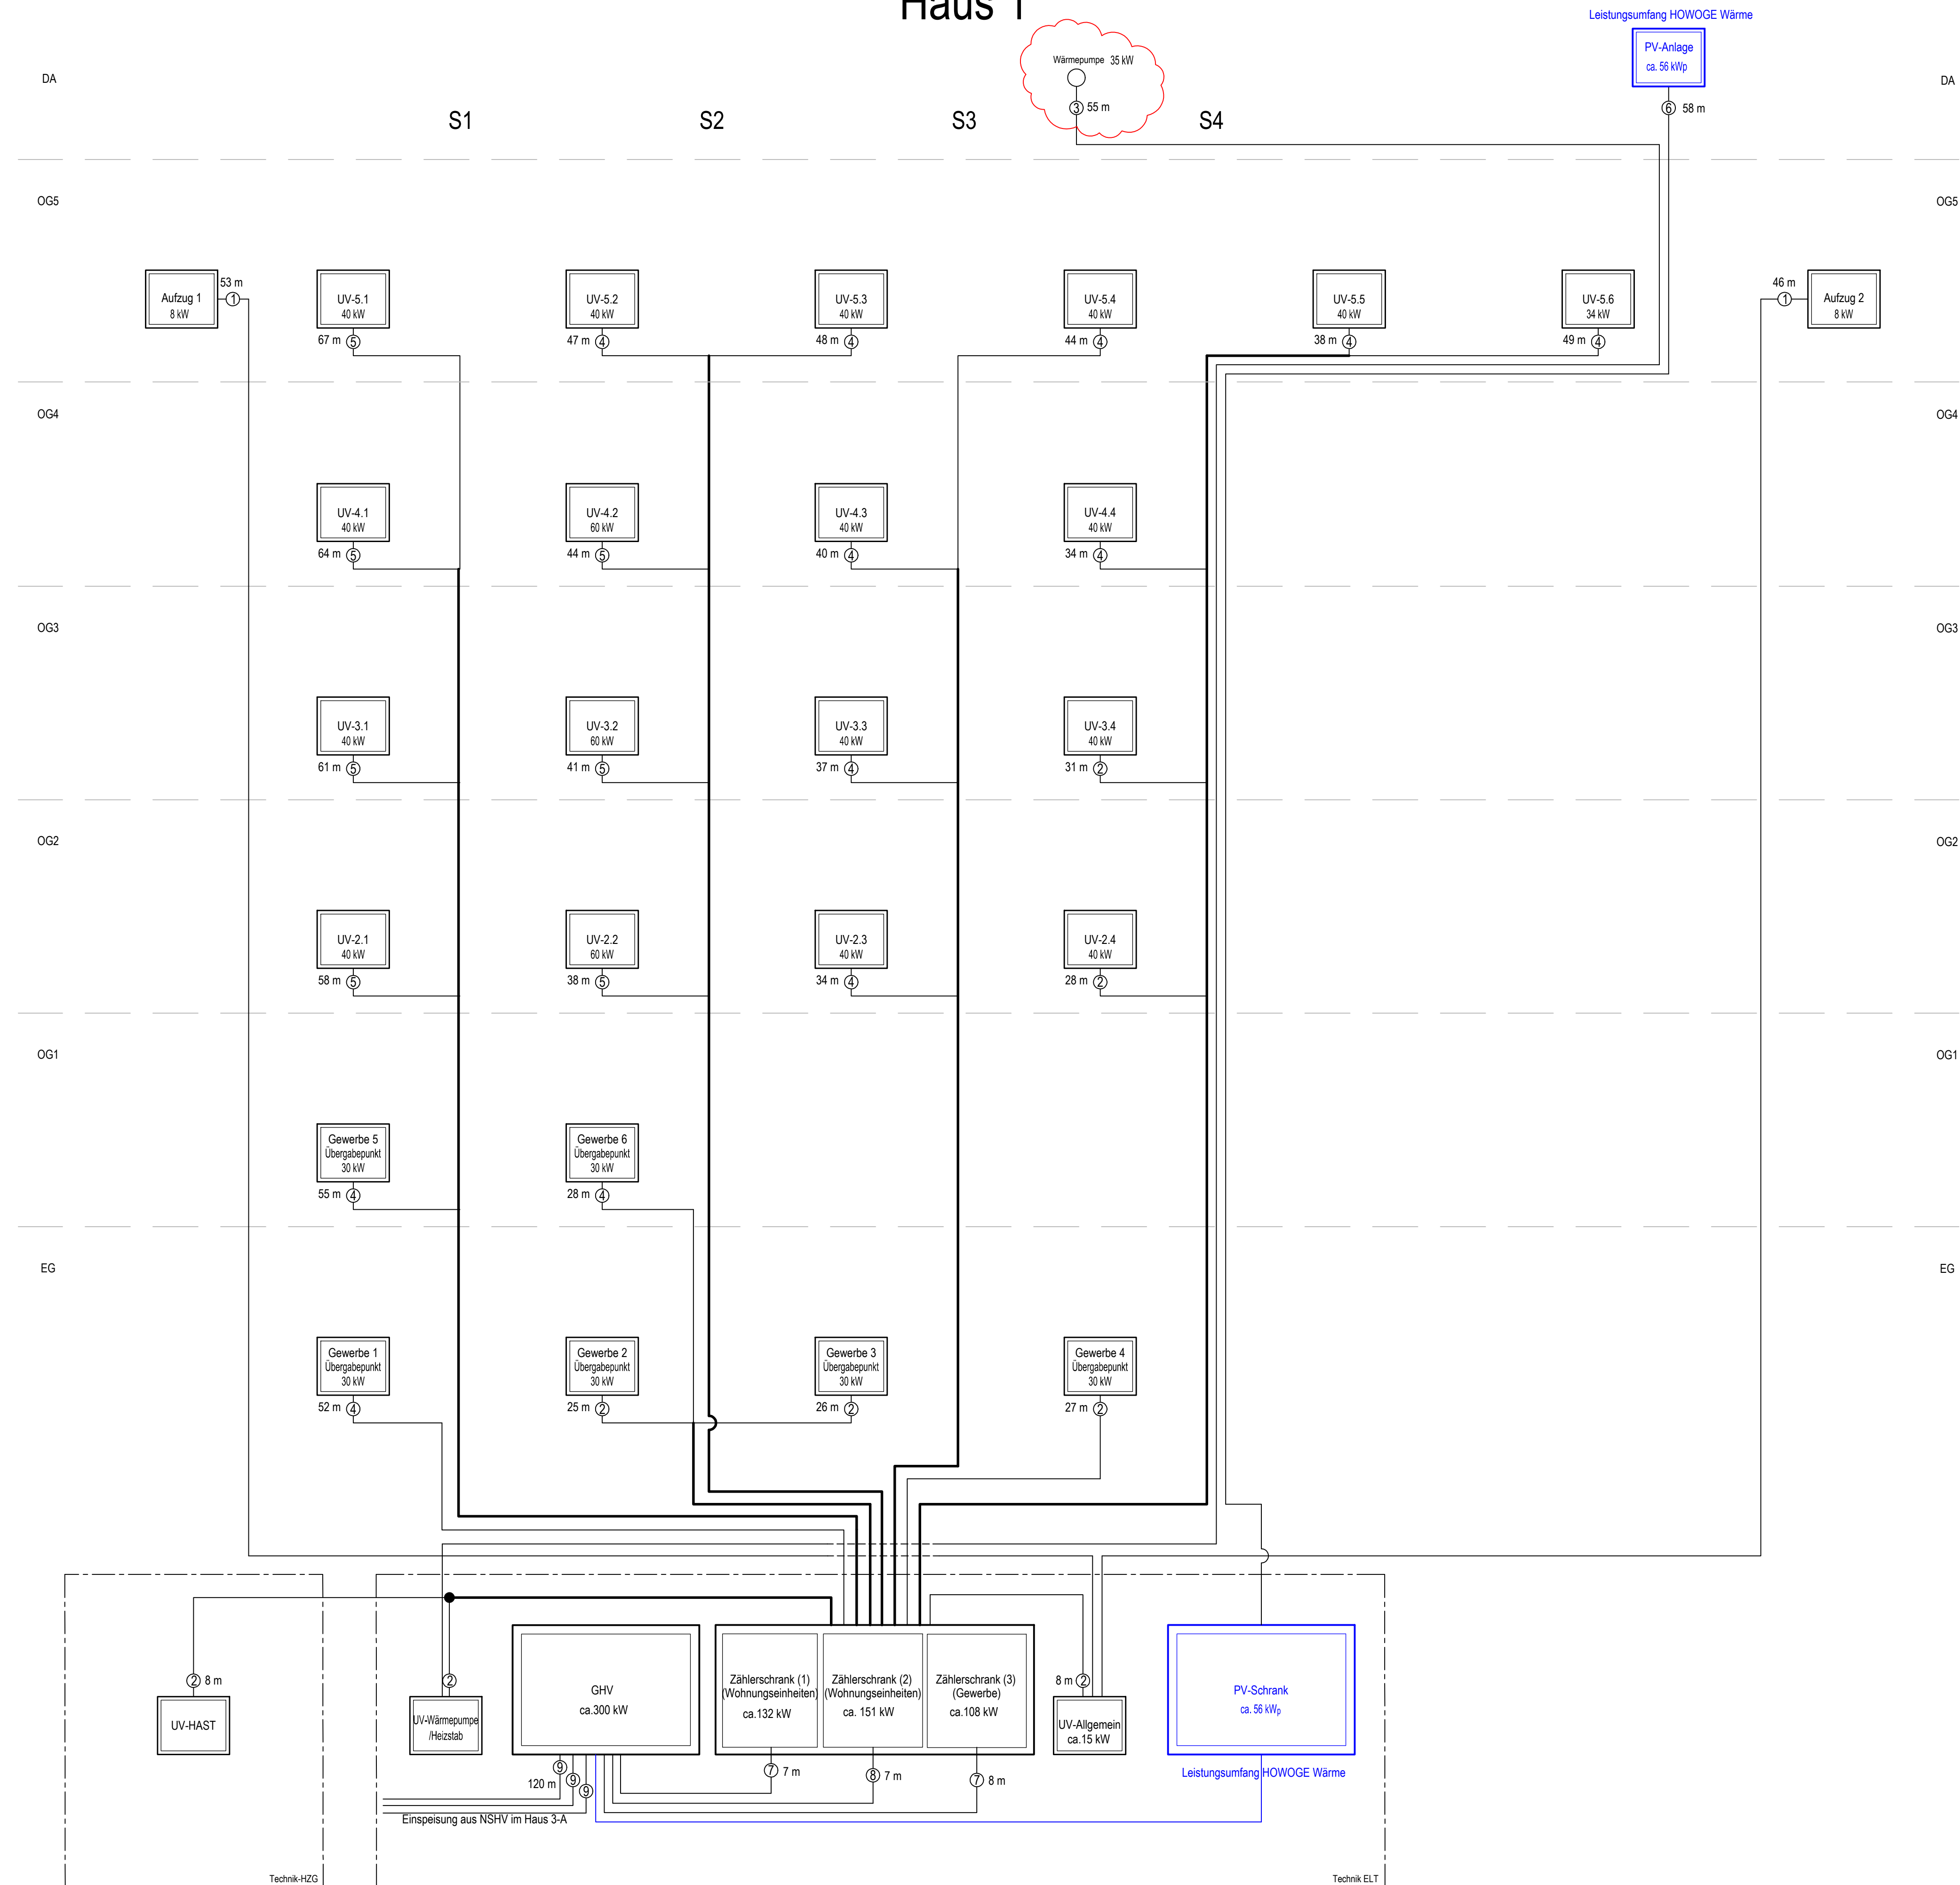 Haus 1
Leistungsumfang HOWOGE Wärme
PV-Anlage
ca. 56 kWp
6 58 m
Wärmepumpe 35 kW
3 55 m
DA
DA
S1
S2
S3
S4
OG5
OG5
Aufzug 1
8 kW
53 m
1
UV-5.1
40 kW
67 m 5
UV-5.2
40 kW
47 m 4
UV-5.3
40 kW
48 m 4
UV-5.4
40 kW
44 m 4
UV-5.5
40 kW
38 m 4
UV-5.6
34 kW
49 m 4
46 m
1
Aufzug 2
8 kW
OG4
OG4
UV-4.1
40 kW
64 m 5
UV-4.2
60 kW
44 m 5
UV-4.3
40 kW
40 m 4
UV-4.4
40 kW
34 m 4
OG3
OG3
UV-3.1
40 kW
61 m 5
UV-3.2
60 kW
41 m 5
UV-3.3
40 kW
37 m 4
UV-3.4
40 kW
31 m 2
OG2
OG2
UV-2.1
40 kW
58 m 5
UV-2.2
60 kW
38 m 5
UV-2.3
40 kW
34 m 4
UV-2.4
40 kW
28 m 2
OG1
OG1
Gewerbe 5
Übergabepunkt
30 kW
55 m 4
Gewerbe 6
Übergabepunkt
30 kW
28 m 4
EG
EG
Gewerbe 1
Übergabepunkt
30 kW
52 m 4
Gewerbe 2
Übergabepunkt
30 kW
25 m 2
Gewerbe 3
Übergabepunkt
30 kW
26 m 2
Gewerbe 4
Übergabepunkt
30 kW
27 m 2
2 8 m
UV-HAST
2
UV-Wärmepumpe
/Heizstab
GHV
ca.300 kW
Zählerschrank (1)
(Wohnungseinheiten)
ca.132 kW
Zählerschrank (2)
(Wohnungseinheiten)
ca. 151 kW
Zählerschrank (3)
(Gewerbe)
ca.108 kW
8 m 2
UV-Allgemein
ca.15 kW
PV-Schrank
ca. 56 kWp
Leistungsumfang HOWOGE Wärme
9
120 m 9
9
7 7 m
8 7 m
7 8 m
Einspeisung aus NSHV im Haus 3-A
Technik-HZG
Technik ELT